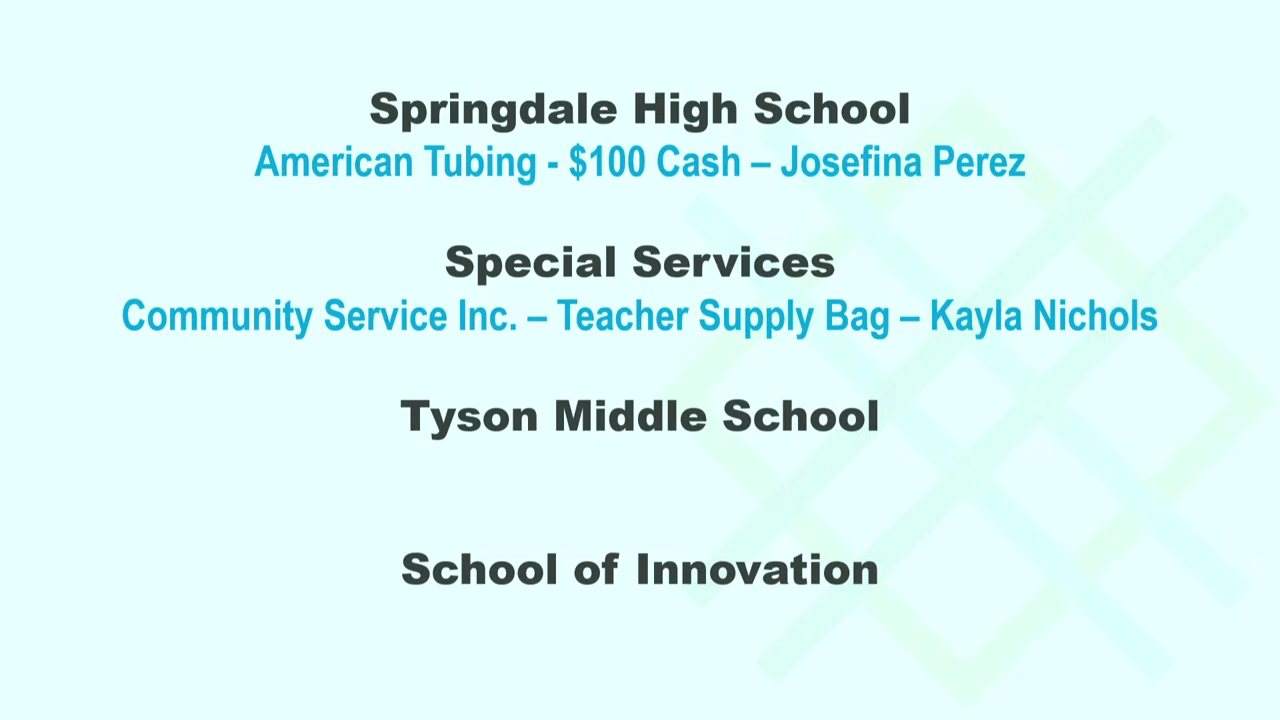 Springdale High School
American Tubing - $100 Cash – Josefina Perez
Special Services
Community Service Inc. – Teacher Supply Bag – Kayla Nichols
Tyson Middle School
School of Innovation